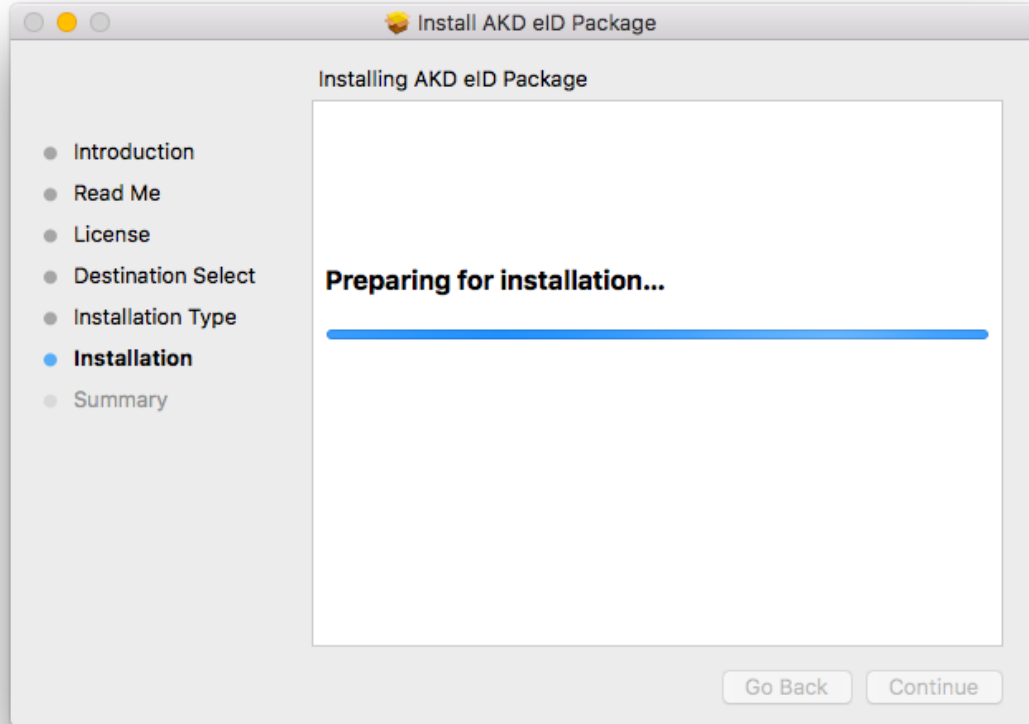 Install AKD eID Package
Installing AKD eID Package
Introduction
Read Me
License
Destination Select
Installation Type
Installation
Summary
Preparing for installation...
Go Back
Continue